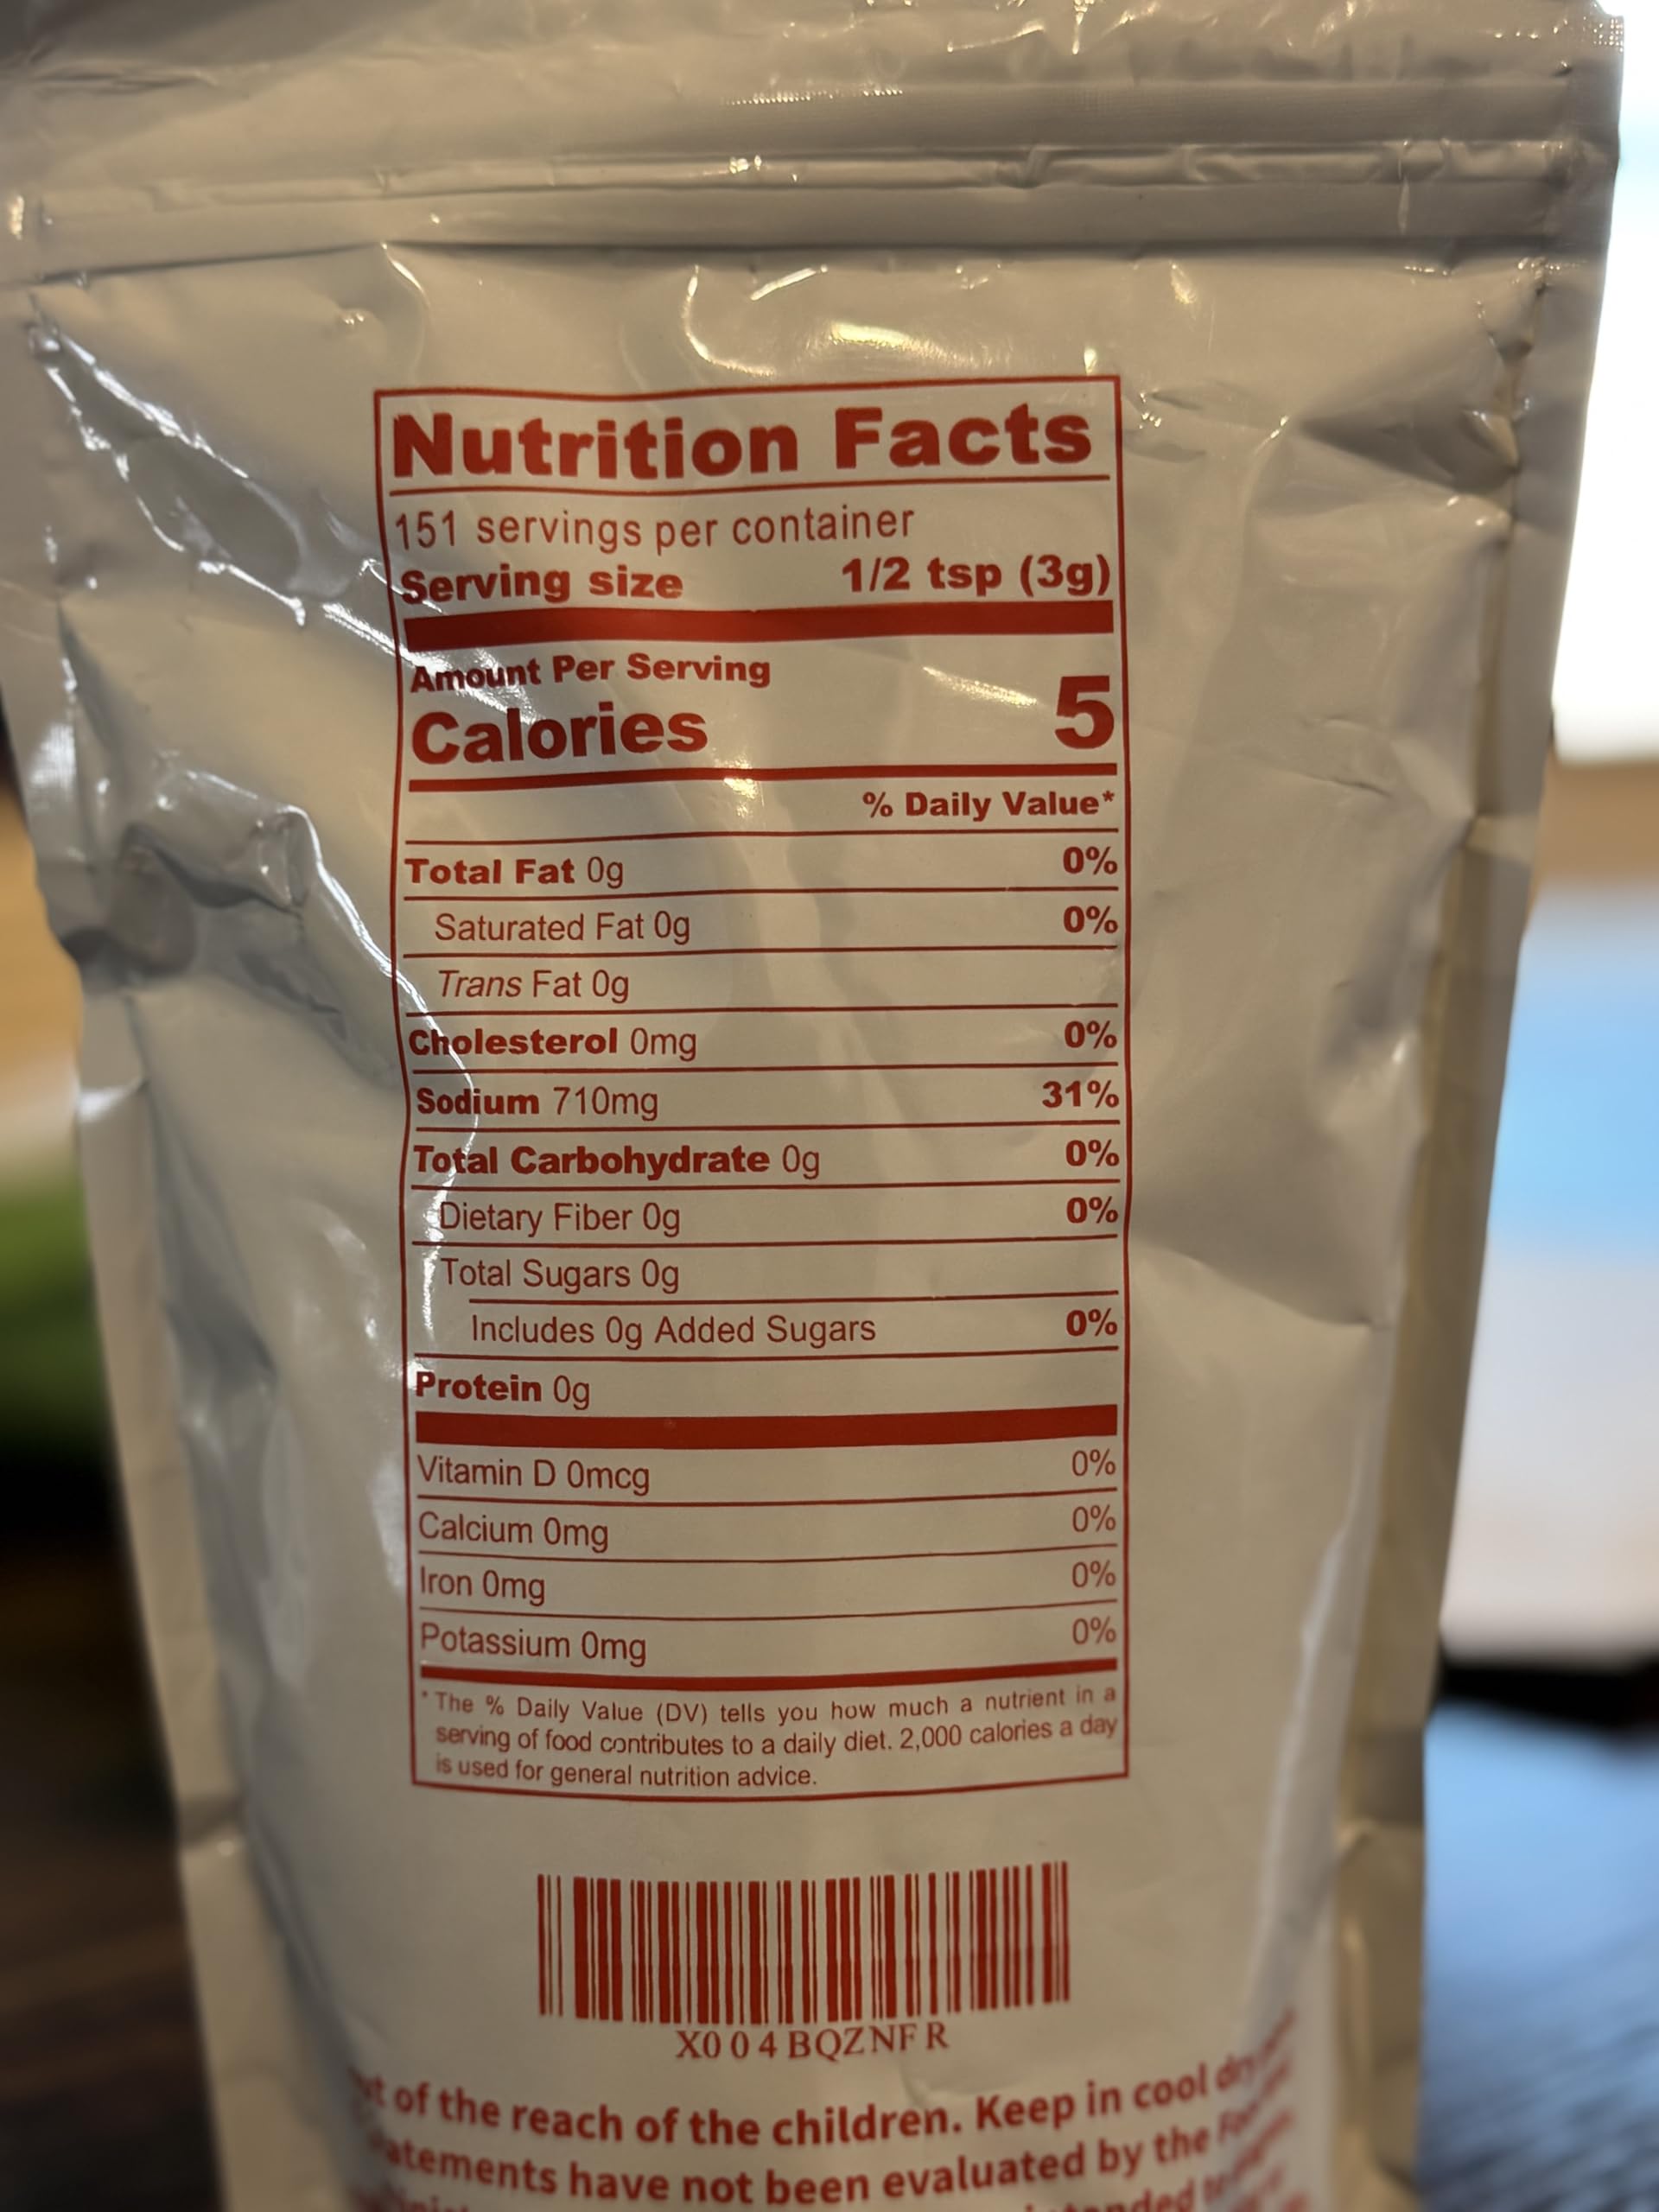 Nutrition Facts
151 servings per container
Serving size 1/2 tsp (3g)
Amount Per Serving
Calories 5
% Daily Value*
Total Fat 0g 0%
Saturated Fat 0g 0%
Trans Fat 0g
Cholesterol 0mg 0%
Sodium 710mg 31%
Total Carbohydrate 0g 0%
Dietary Fiber 0g 0%
Total Sugars 0g
Includes 0g Added Sugars 0%
Protein 0g
Vitamin D 0mcg 0%
Calcium 0mg 0%
Iron 0mg 0%
Potassium 0mg 0%
* The % Daily Value (DV) tells you how much a nutrient in a
serving of food contributes to a daily diet. 2,000 calories a day
is used for general nutrition advice.
X004BQZNFR
of the reach of the children. Keep in cool
have not been evaluated by the